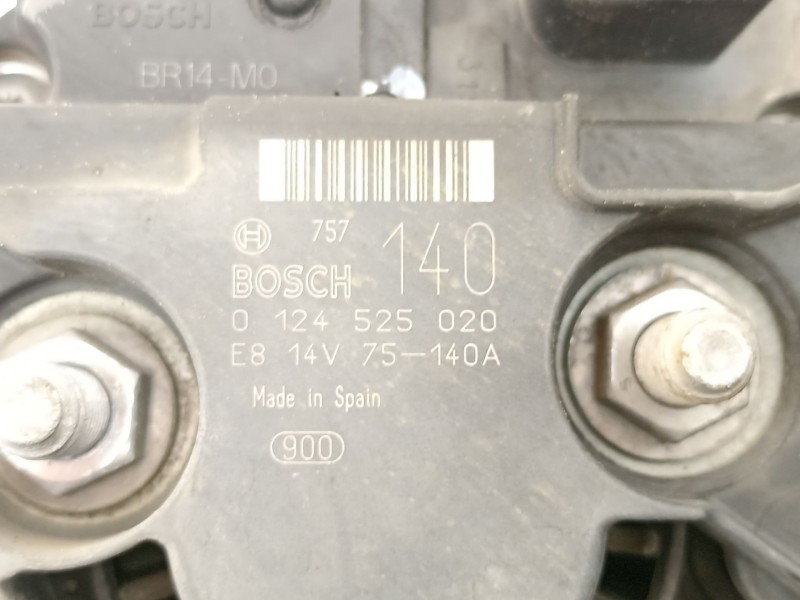 BOSCH
BR14-M0
757
140
BOSCH
0 124 525 020
E8 14V 75-140A
Made in Spain
900